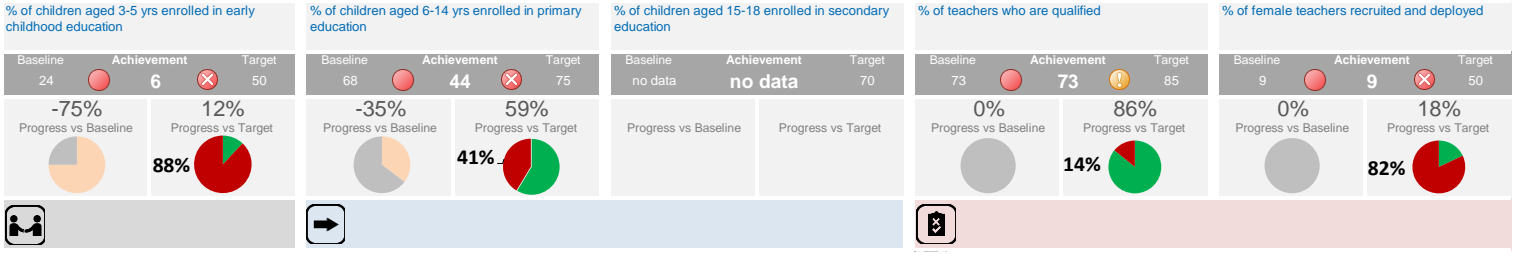 % of children aged 3-5 yrs enrolled in early
childhood education
Baseline Achievement Target
24 6 50
-75% 12%
Progress vs Baseline Progress vs Target
88%
% of children aged 6-14 yrs enrolled in primary
education
Baseline Achievement Target
68 44 75
-35% 59%
Progress vs Baseline Progress vs Target
41%
% of children aged 15-18 enrolled in secondary
education
Baseline Achievement Target
no data no data 70
Progress vs Baseline Progress vs Target
% of teachers who are qualified
Baseline Achievement Target
73 73 85
0% 86%
Progress vs Baseline Progress vs Target
14%
% of female teachers recruited and deployed
Baseline Achievement Target
9 9 50
0% 18%
Progress vs Baseline Progress vs Target
82%